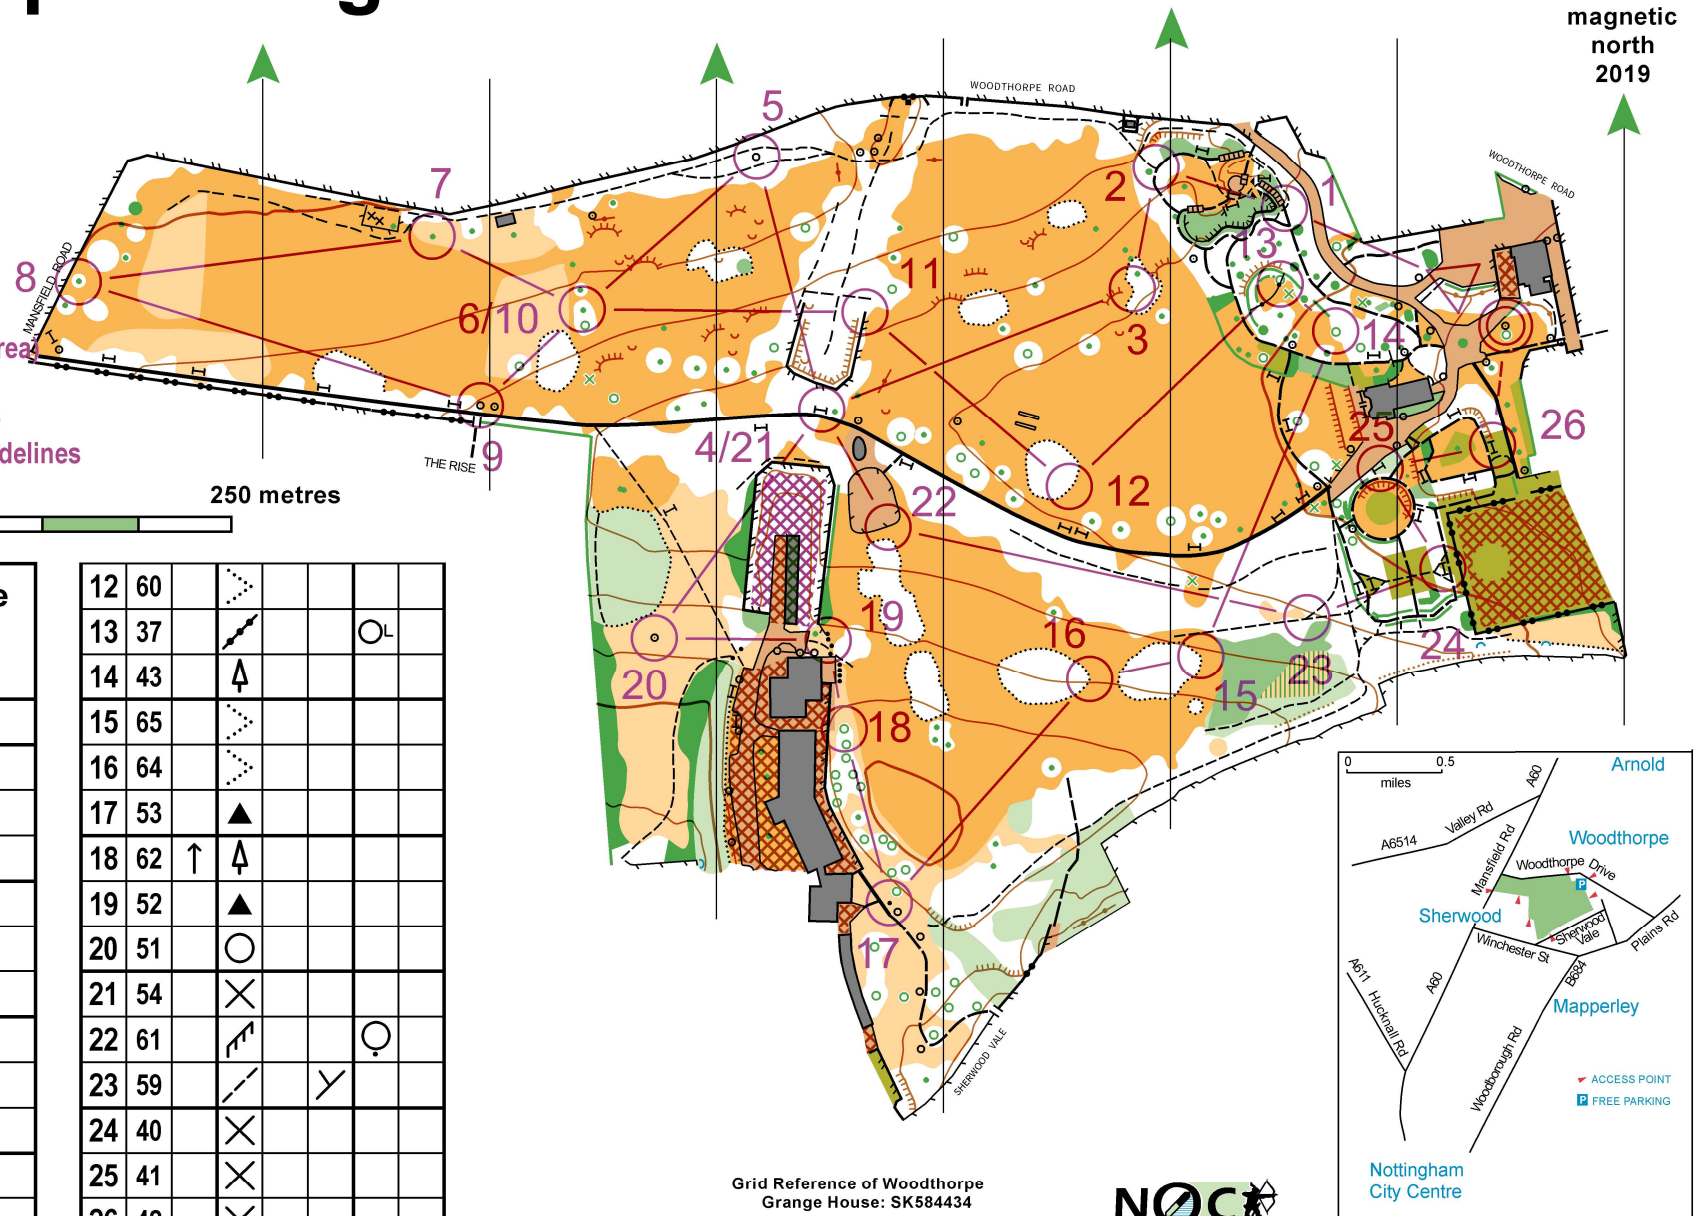 magnetic
north
2019
WOODTHORPE ROAD
WOODTHORPE ROAD
MANSFIELD ROAD
THE RISE
SHERWOOD VALE
5
7
2
1
13
8
11
6/10
3
14
26
25
9
4/21
12
22
19
16
24
20
15
23
18
17
delines
250 metres
12 60
13 37
14 43
15 65
16 64
17 53
18 62
19 52
20 51
21 54
22 61
23 59
24 40
25 41
0 0.5
miles
A60
Arnold
A6514
Valley Rd
Mansfield Rd
Woodthorpe
Woodthorpe Drive
P
Sherwood
Sherwood
Vale
Winchester St
Plains Rd
B684
A611 Hucknall Rd
A60
Mapperley
Woodborough Rd
ACCESS POINT
P FREE PARKING
Nottingham
City Centre
Grid Reference of Woodthorpe
Grange House: SK584434
NOC